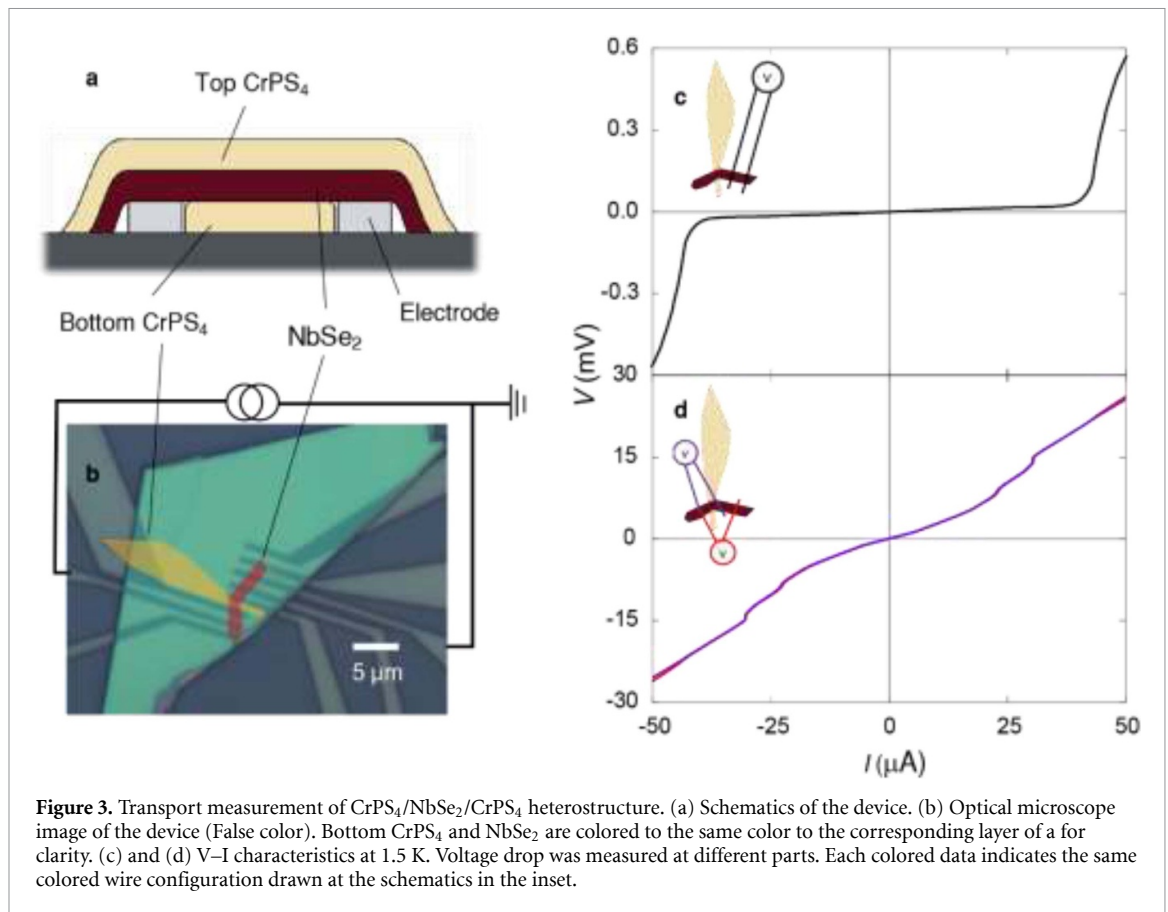 a
Top CrPS₄
Bottom CrPS₄
NbSe₂
Electrode
b
5 μm
0.6
c
V
0.3
0.0
-0.3
V (mV)
30
d
V
V
15
0
-15
-30
-50
-25
0
25
50
I (μA)
Figure 3. Transport measurement of CrPS₄/NbSe₂/CrPS₄ heterostructure. (a) Schematics of the device. (b) Optical microscope
image of the device (False color). Bottom CrPS₄ and NbSe₂ are colored to the same color to the corresponding layer of a for
clarity. (c) and (d) V–I characteristics at 1.5 K. Voltage drop was measured at different parts. Each colored data indicates the same
colored wire configuration drawn at the schematics in the inset.